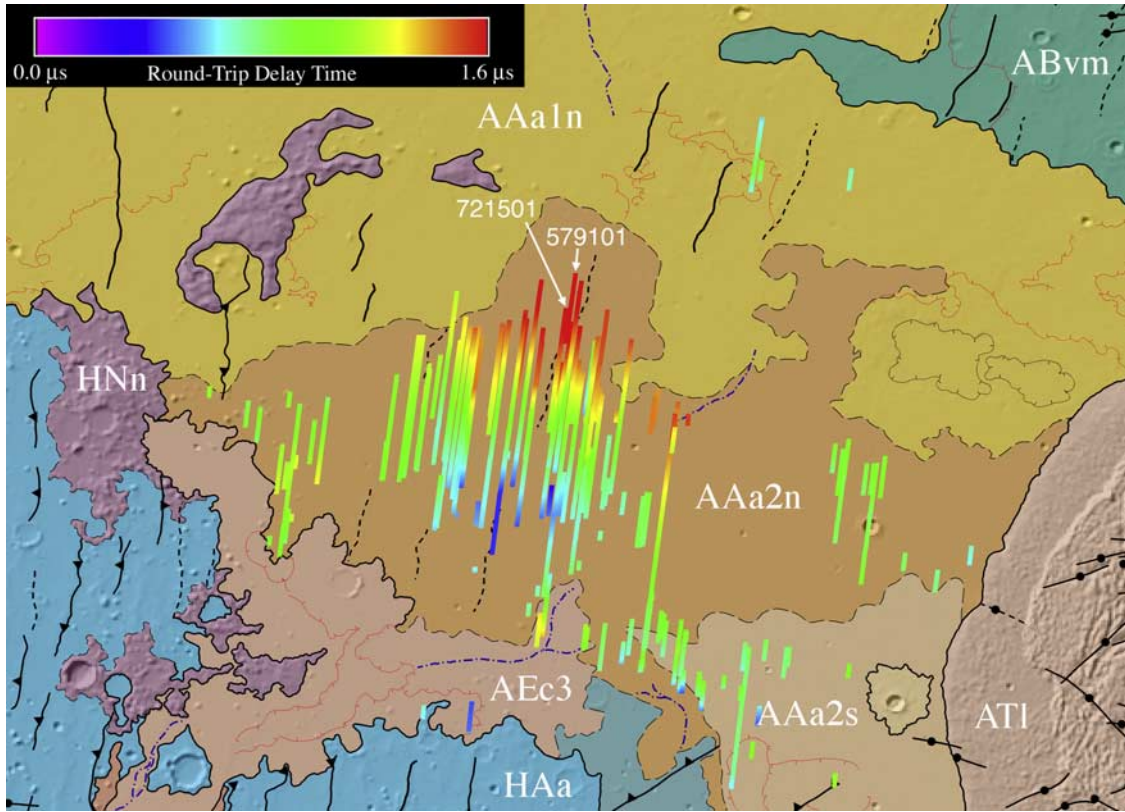 0.0 µs Round-Trip Delay Time 1.6 µs
ABvm
AAa1n
721501
579101
HNn
AAa2n
AEc3
AAa2s
ATl
HAa